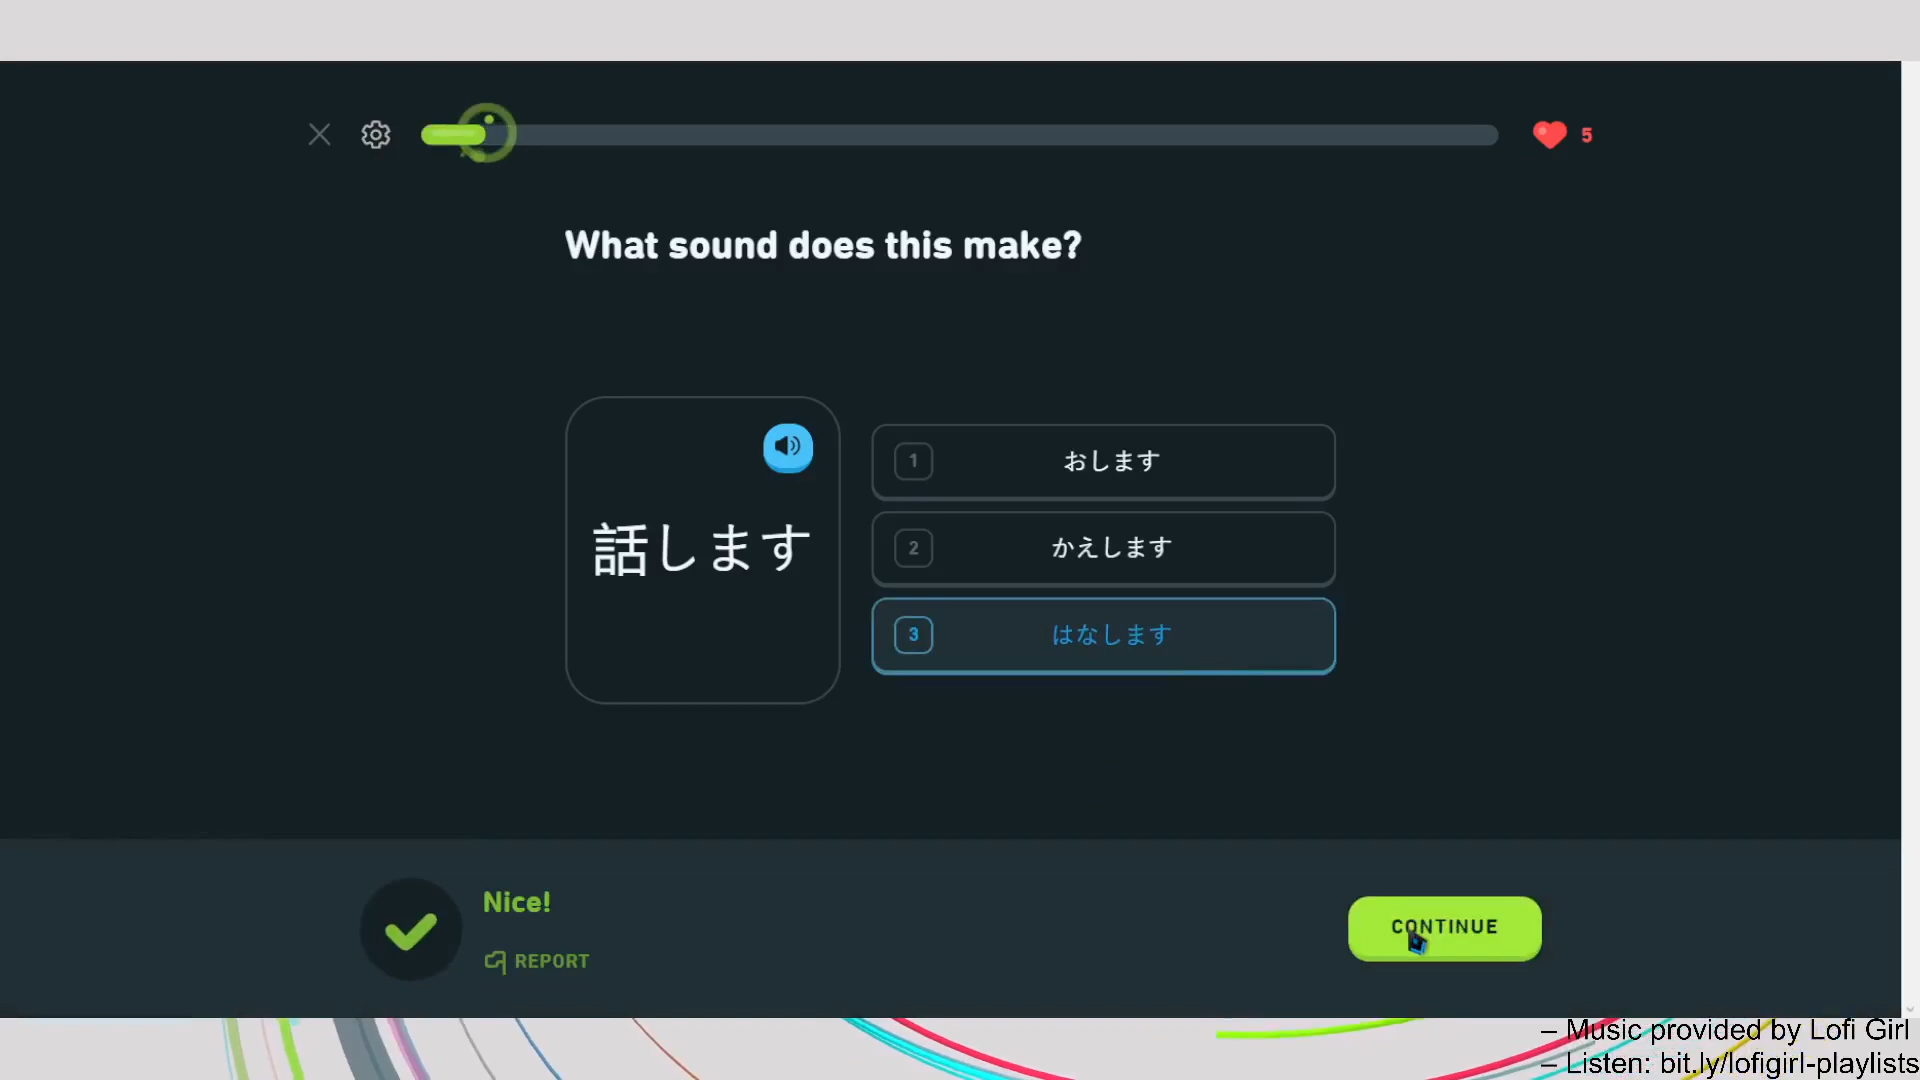 5
What sound does this make?
話します
1 おします
2 かえします
3 はなします
Nice!
REPORT
CONTINUE
– Music provided by Lofi Girl
– Listen: bit.ly/lofigirl-playlists